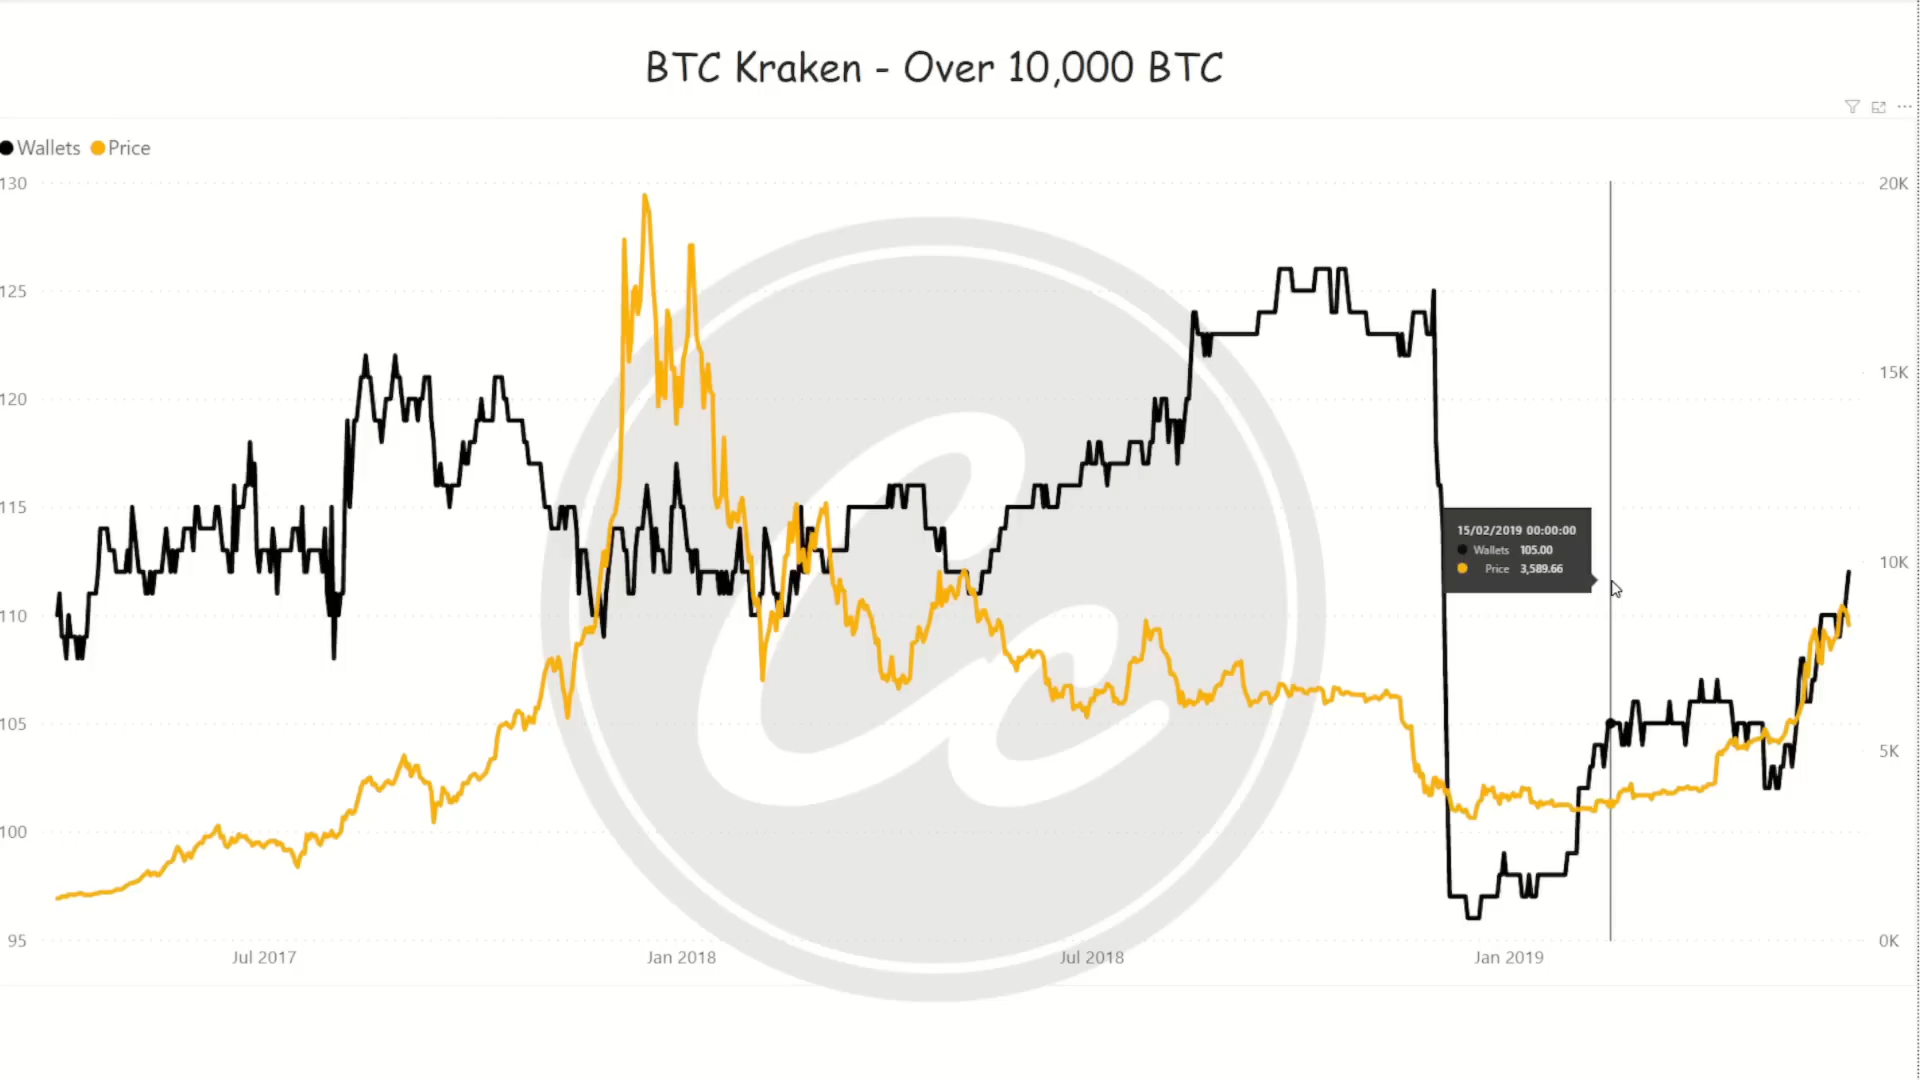 BTC Kraken - Over 10,000 BTC
Wallets Price
130
20K
125
15K
120
115
15/02/2019 00:00:00
Wallets 105.00
10K
Price 3,589.66
110
105
5K
100
95
0K
Jul 2017 Jan 2018 Jul 2018 Jan 2019
Cc